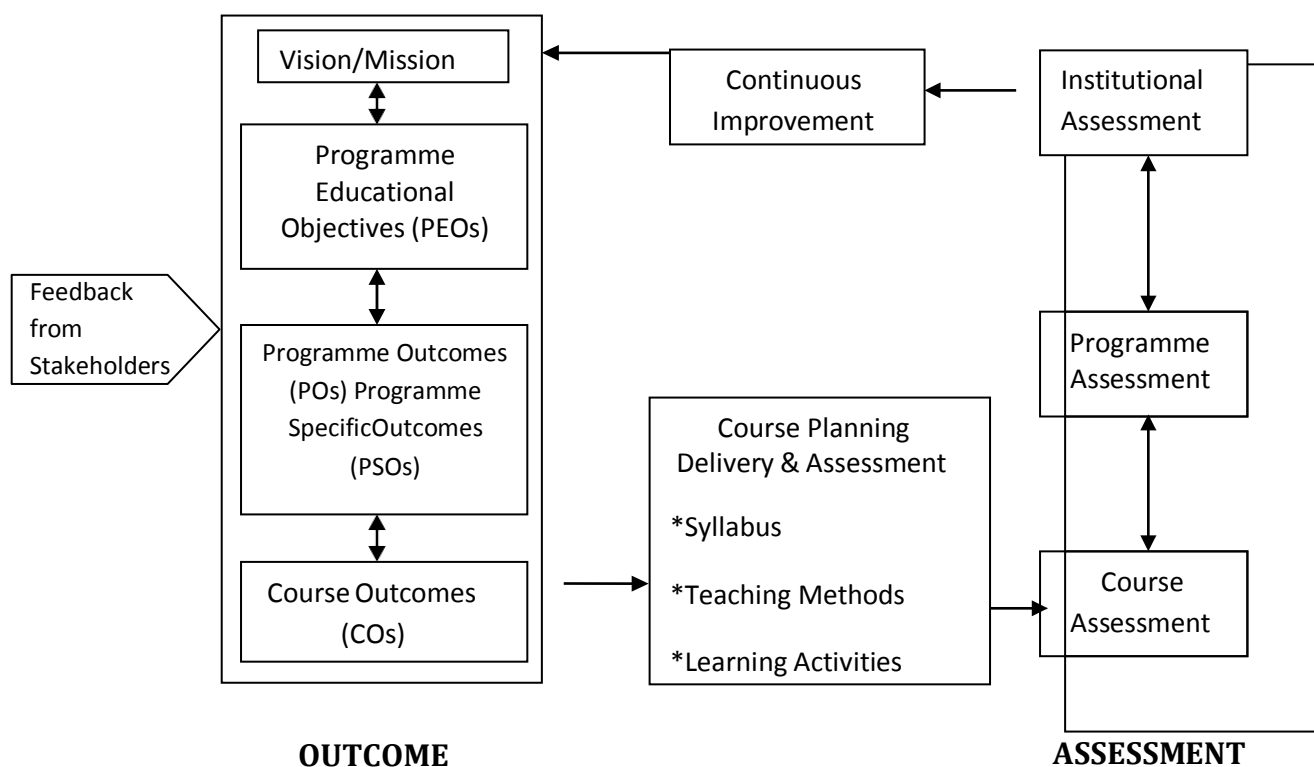 Vision/Mission
Programme
Educational
Objectives (PEOs)
Feedback
from
Stakeholders
Programme Outcomes
(POs) Programme
SpecificOutcomes
(PSOs)
Course Outcomes
(COs)
Continuous
Improvement
Course Planning
Delivery & Assessment
*Syllabus
*Teaching Methods
*Learning Activities
Institutional
Assessment
Programme
Assessment
Course
Assessment
OUTCOME
ASSESSMENT